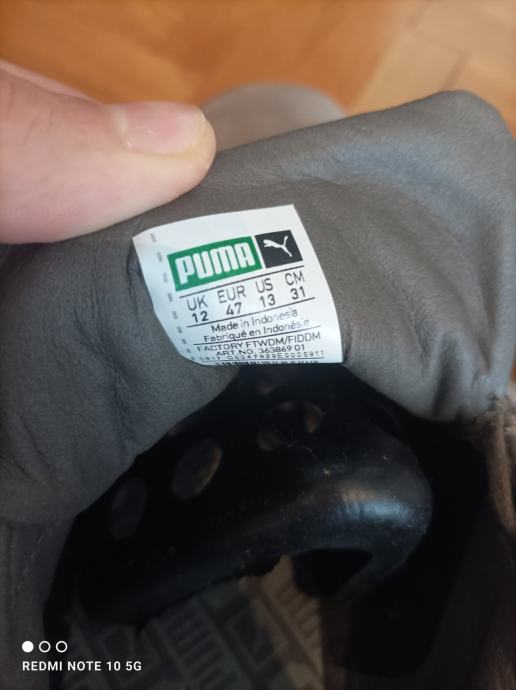 PUMA
UK EUR US CM
12 47 13 31
Made in Indonesia
Fabriqué en Indonésie
FACTORY FTWDM/FIDDM
ART.NO. 363869 01
REDMI NOTE 10 5G